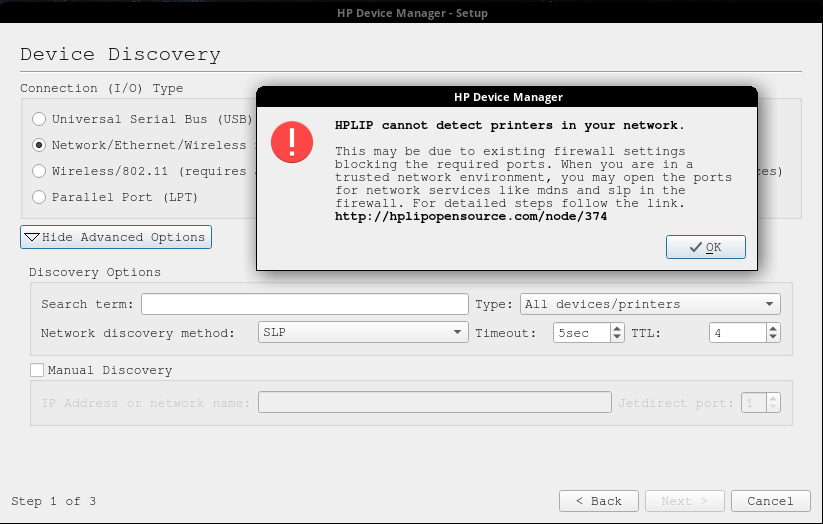 HP Device Manager - Setup
Device Discovery
Connection (I/O) Type
Universal Serial Bus (USB)
Network/Ethernet/Wireless
Wireless/802.11 (requires
Parallel Port (LPT)
HP Device Manager
HPLIP cannot detect printers in your network.
This may be due to existing firewall settings
blocking the required ports. When you are in a
trusted network environment, you may open the ports
for network services like mdns and slp in the
firewall. For detailed steps follow the link.
http://hplipopensource.com/node/374
OK
Hide Advanced Options
Discovery Options
Search term:
Type: All devices/printers
Network discovery method: SLP
Timeout: 5sec
TTL: 4
Manual Discovery
IP Address or network name:
Jetdirect port: 1
Step 1 of 3
< Back
Next >
Cancel